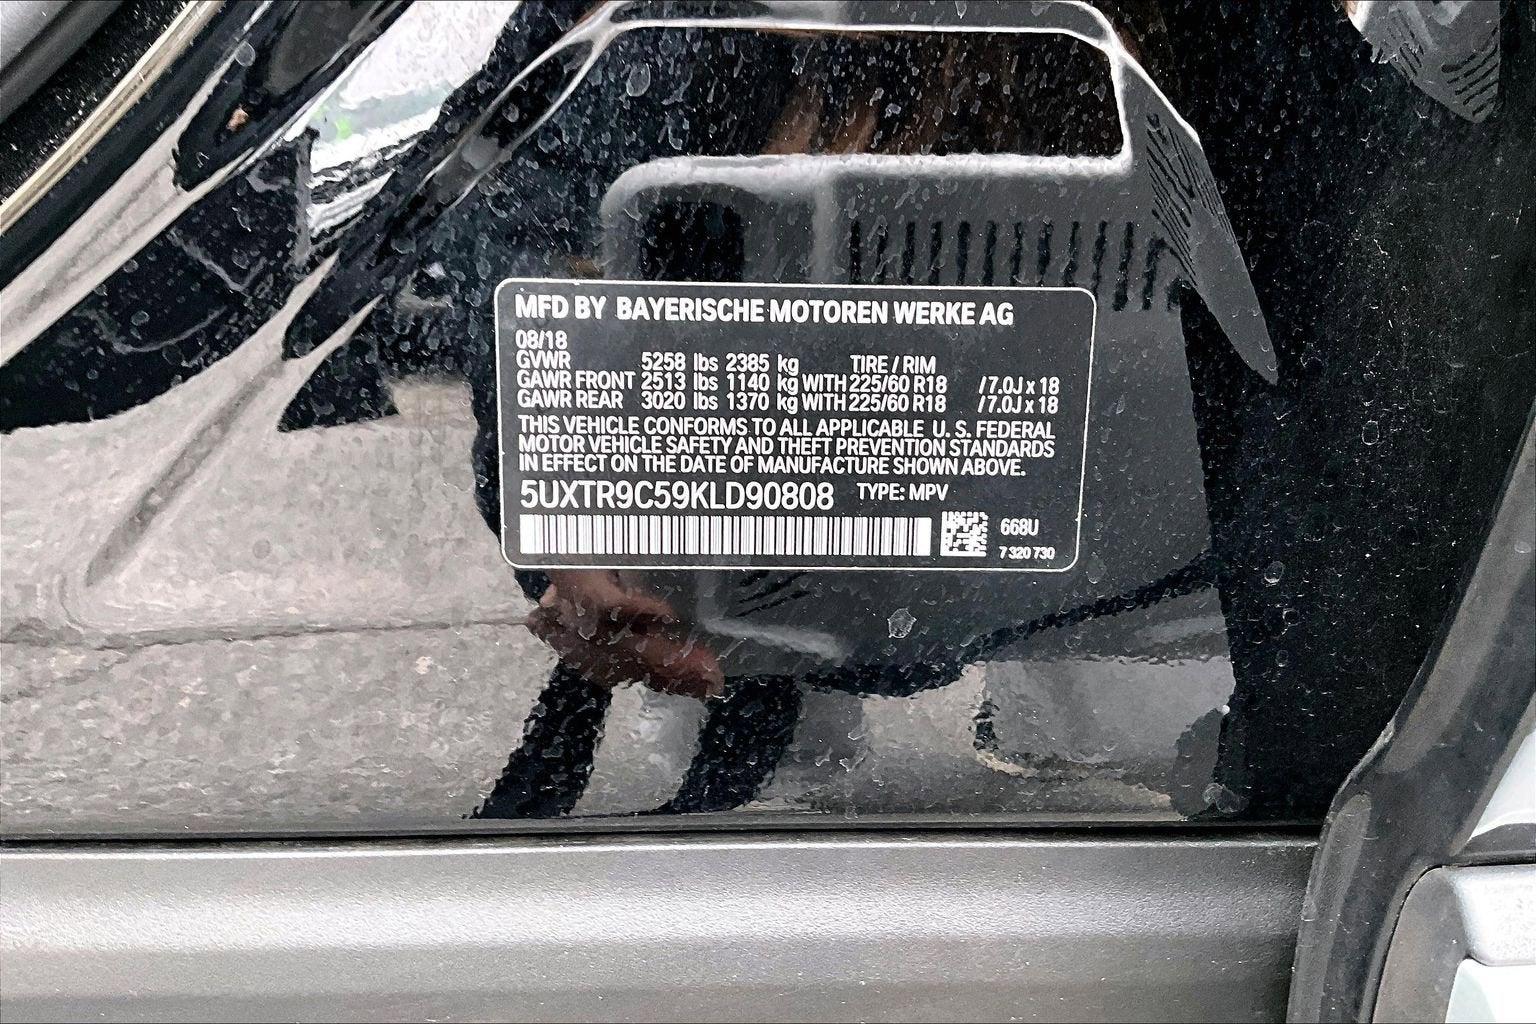 MFD BY BAYERISCHE MOTOREN WERKE AG
08/18
GVWR 5258 lbs 2385 kg TIRE / RIM
GAWR FRONT 2513 lbs 1140 kg WITH 225/60 R18 / 7.0J x 18
GAWR REAR 3020 lbs 1370 kg WITH 225/60 R18 / 7.0J x 18
THIS VEHICLE CONFORMS TO ALL APPLICABLE U. S. FEDERAL
MOTOR VEHICLE SAFETY AND THEFT PREVENTION STANDARDS
IN EFFECT ON THE DATE OF MANUFACTURE SHOWN ABOVE.
5UXTR9C59KLD90808 TYPE: MPV
668U
7 320 730